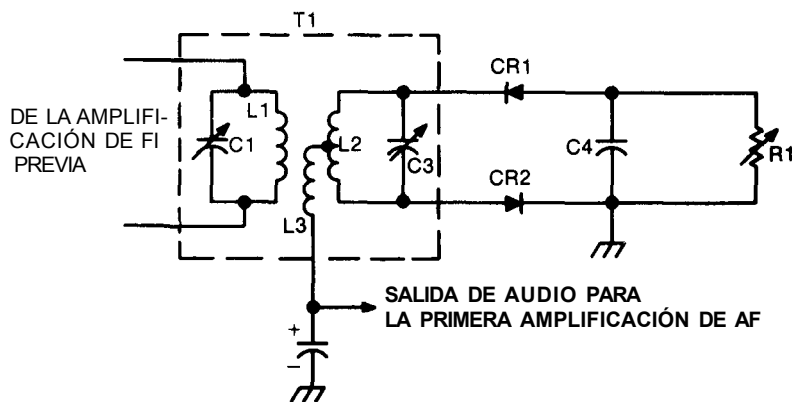 T1
DE LA AMPLIFI-
CACIÓN DE FI
PREVIA
C1
L1
L2
L3
C3
CR1
CR2
C4
R1
SALIDA DE AUDIO PARA
LA PRIMERA AMPLIFICACIÓN DE AF
+
–